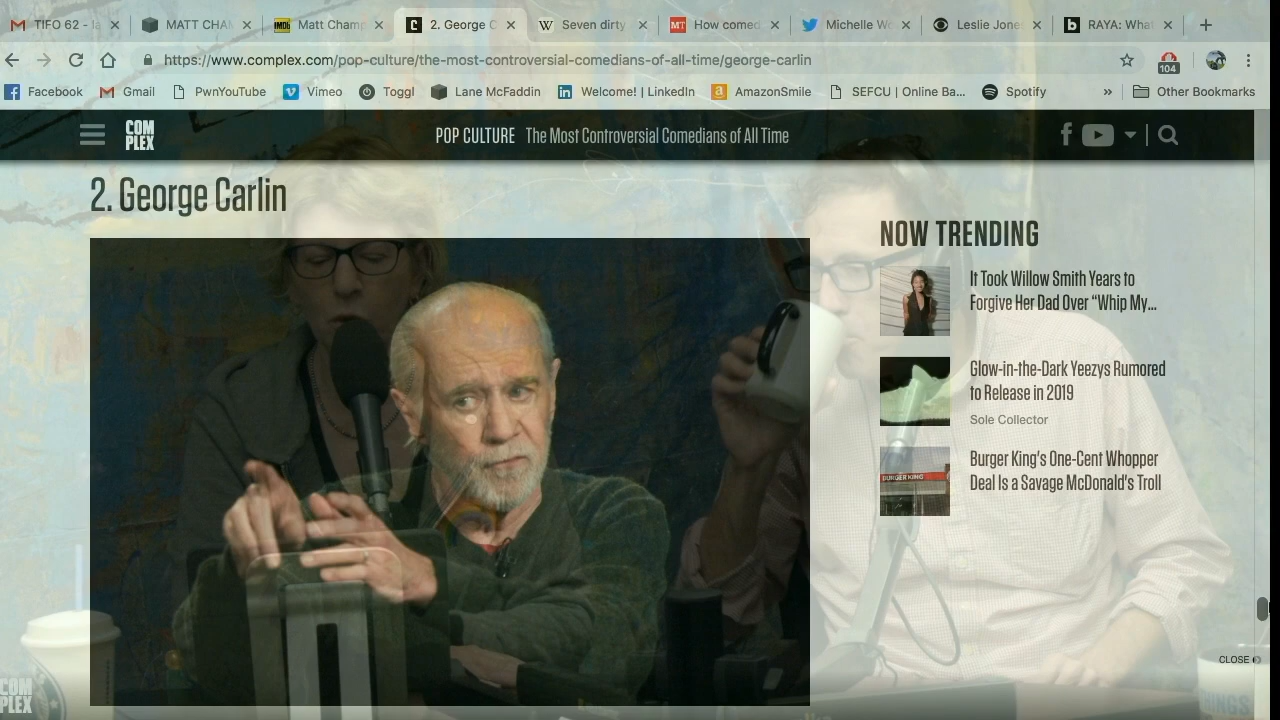 TIFO 62 - la
MATT CHAM
Matt Champ
2. George C
Seven dirty
How comed
Michelle Wo
Leslie Jone
RAYA: What
https://www.complex.com/pop-culture/the-most-controversial-comedians-of-all-time/george-carlin
104
Facebook
Gmail
PwnYouTube
Vimeo
Toggl
Lane McFaddin
Welcome! | LinkedIn
AmazonSmile
SEFCU | Online Ba...
Spotify
»
Other Bookmarks
COM
PLEX
POP CULTURE The Most Controversial Comedians of All Time
2. George Carlin
NOW TRENDING
It Took Willow Smith Years to
Forgive Her Dad Over “Whip My...
Glow-in-the-Dark Yeezys Rumored
to Release in 2019
Sole Collector
BURGER KING
Burger King's One-Cent Whopper
Deal Is a Savage McDonald's Troll
CLOSE
COM
PLEX
THINGS